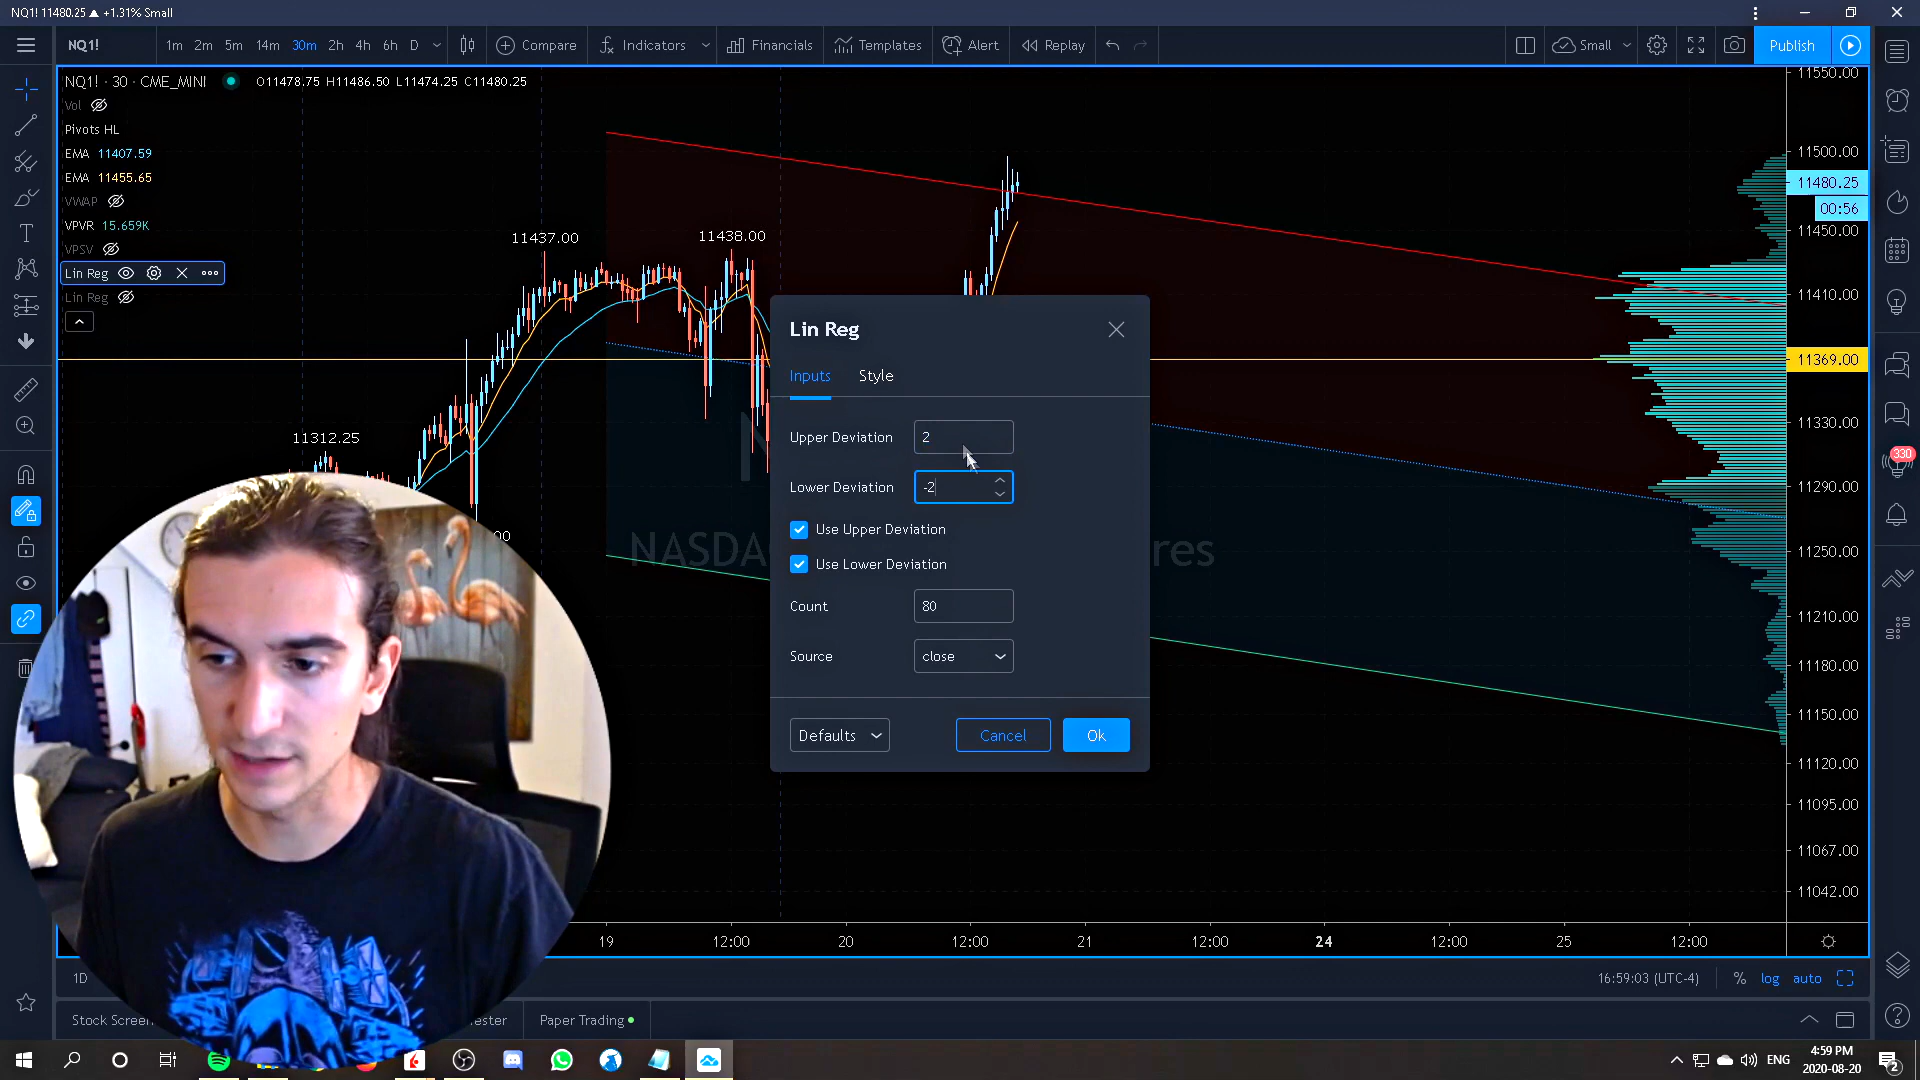 NQ1! 11480.25 ▲ +1.31% Small
NQ1! 1m 2m 5m 14m 30m 2h 4h 6h D Compare Indicators Financials Templates Alert Replay Small Publish
NQ1! · 30 · CME_MINI O11478.75 H11486.50 L11474.25 C11480.25
Vol
Pivots HL
EMA 11407.59
EMA 11455.65
VWAP
VPVR 15.659K
VPSV
Lin Reg
Lin Reg
11437.00
11438.00
11312.25
Lin Reg
Inputs Style
Upper Deviation 2
Lower Deviation -2
Use Upper Deviation
Use Lower Deviation
Count 80
Source close
Defaults Cancel Ok
11550.00
11500.00
11480.25
00:56
11450.00
11410.00
11369.00
11330.00
11290.00
11250.00
11210.00
11180.00
11150.00
11120.00
11095.00
11067.00
11042.00
330
19 12:00 20 12:00 21 12:00 24 12:00 25 12:00
1D 16:59:03 (UTC-4) % log auto
Paper Trading
ENG 4:59 PM
2020-08-20
2